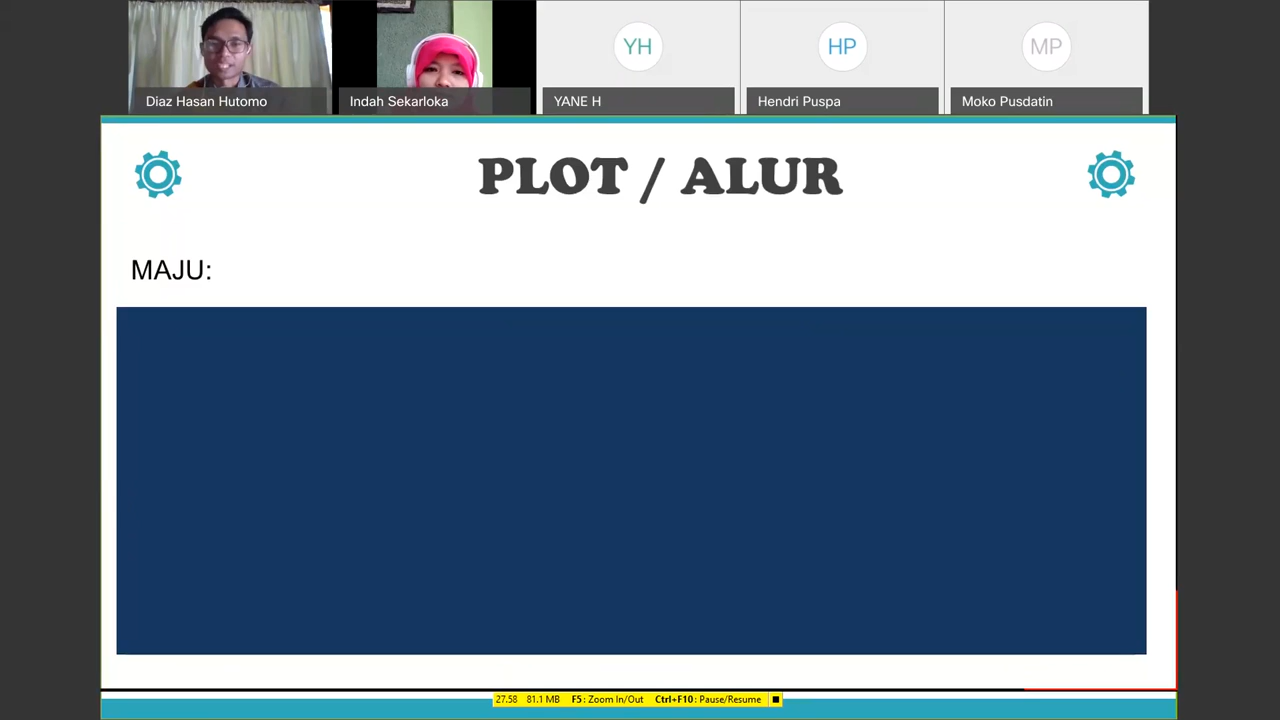 Diaz Hasan Hutomo
Indah Sekarloka
YH
YANE H
HP
Hendri Puspa
MP
Moko Pusdatin
PLOT / ALUR
MAJU:
27.58 81.1 MB F5: Zoom In/Out Ctrl+F10: Pause/Resume